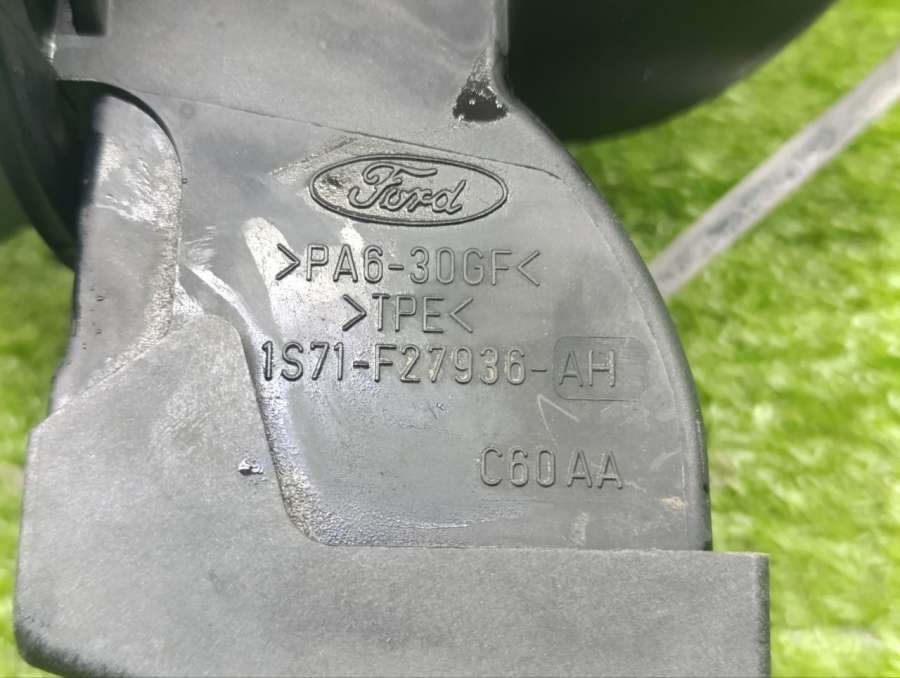 Ford
>PA6-30GF<
>TPE<
1S71-F27936-AH
C60AA